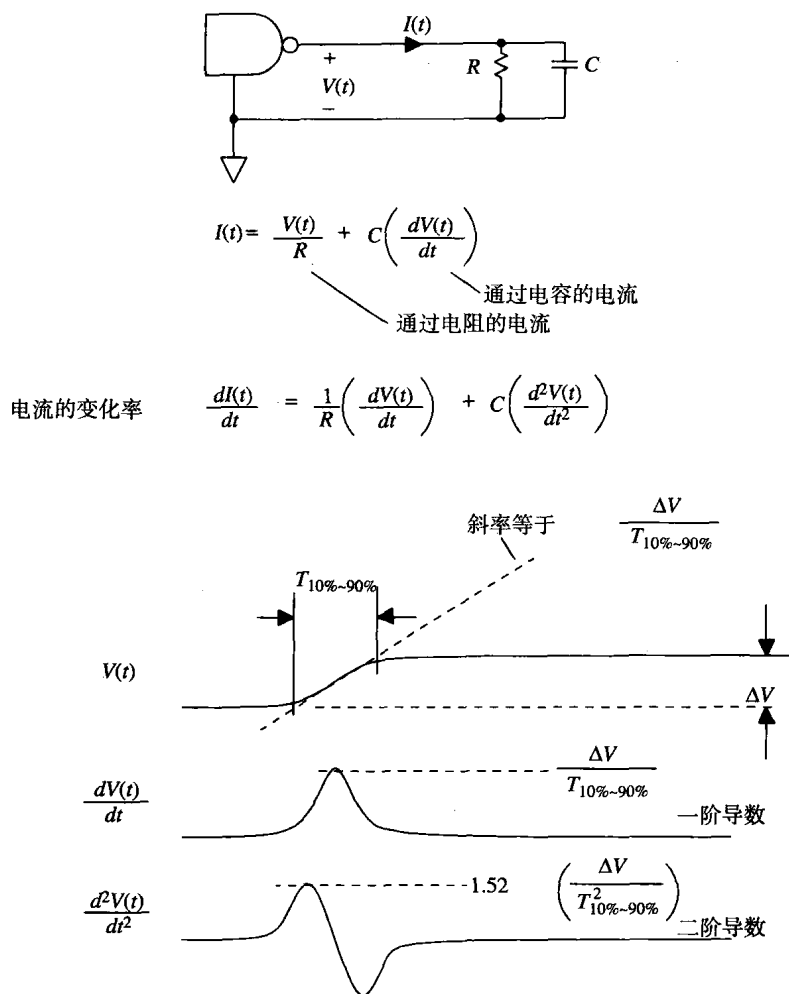 I(t)
+
V(t)
−
R
C
I(t)= V(t)/R + C(dV(t)/dt)
通过电容的电流
通过电阻的电流
电流的变化率 dI(t)/dt = 1/R(dV(t)/dt) + C(d²V(t)/dt²)
斜率等于 ΔV/T10%~90%
T10%~90%
V(t)
ΔV
dV(t)/dt
ΔV/T10%~90%
一阶导数
d²V(t)/dt²
1.52 (ΔV/T²10%~90%)
二阶导数